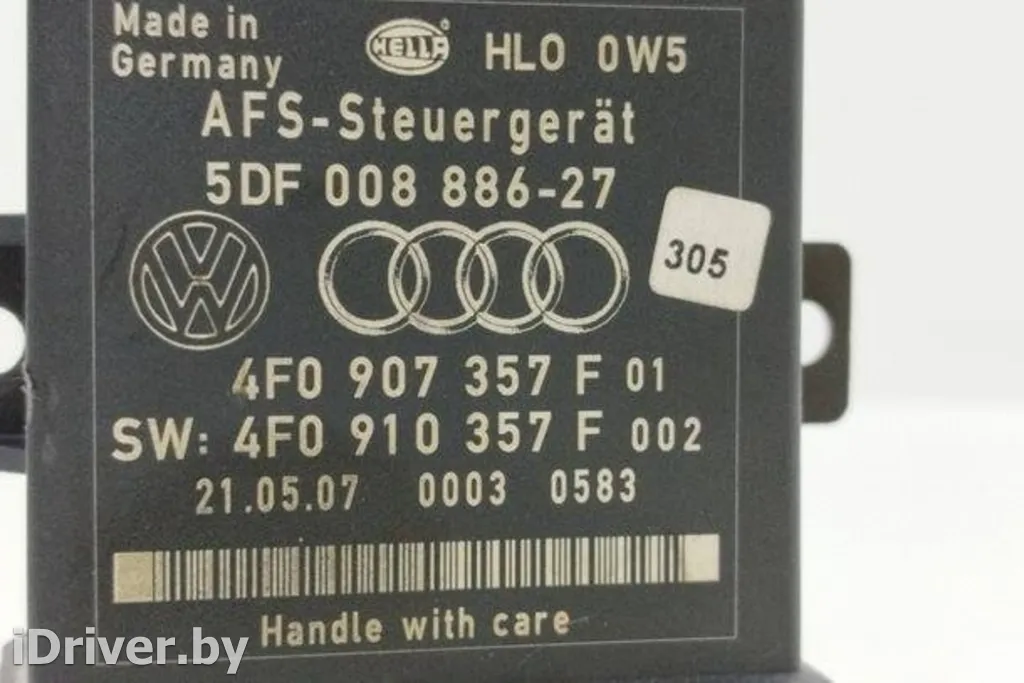 Made in
Germany
HELLA HLO 0W5
AFS-Steuergerät
5DF 008 886-27
305
4F0 907 357 F 01
SW: 4F0 910 357 F 002
21.05.07 0003 0583
Handle with care
iDriver.by